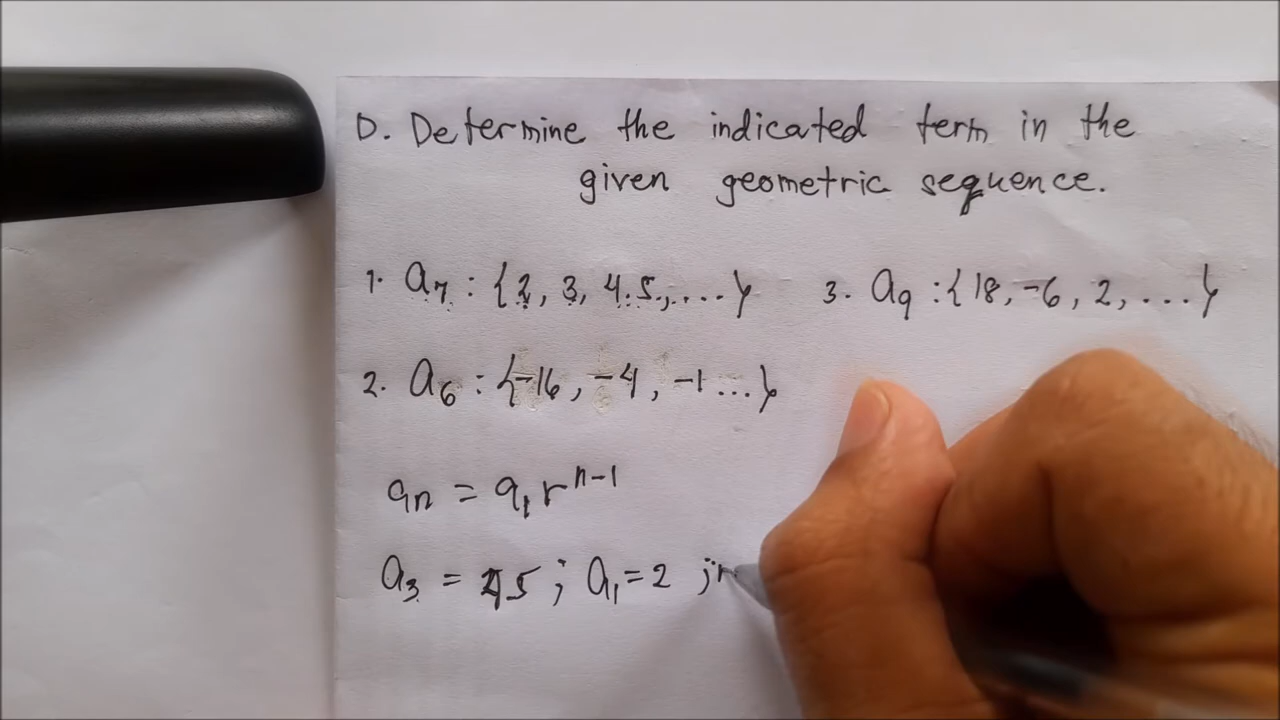 D. Determine the indicated term in the
given geometric sequence.
1. a₇ : {2, 3, 4.5, ....}
3. a₉ : {18, -6, 2, ...}
2. a₆ : {-16, -4, -1 ...}
aₙ = a₁ rⁿ⁻¹
a₃ = 4.5 ; a₁ = 2 ; n